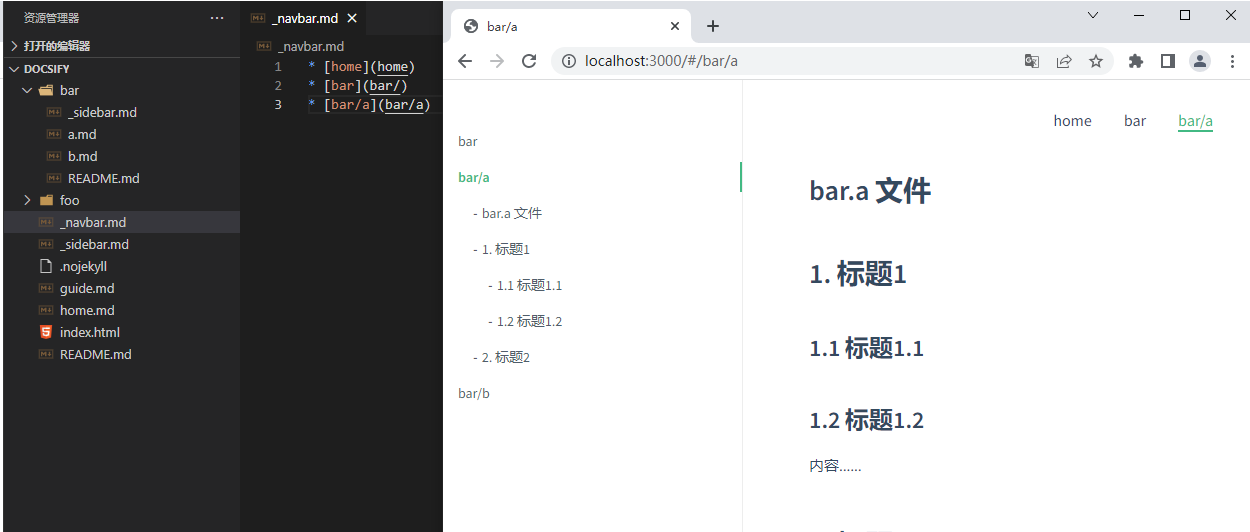 资源管理器
打开的编辑器
DOCSIFY
bar
_sidebar.md
a.md
b.md
README.md
foo
_navbar.md
_sidebar.md
.nojekyll
guide.md
home.md
index.html
README.md
_navbar.md
_navbar.md
1 * [home](home)
2 * [bar](bar/)
3 * [bar/a](bar/a)
bar/a
localhost:3000/#/bar/a
bar
bar/a
- bar.a 文件
- 1. 标题1
- 1.1 标题1.1
- 1.2 标题1.2
- 2. 标题2
bar/b
home bar bar/a
bar.a 文件
1. 标题1
1.1 标题1.1
1.2 标题1.2
内容......